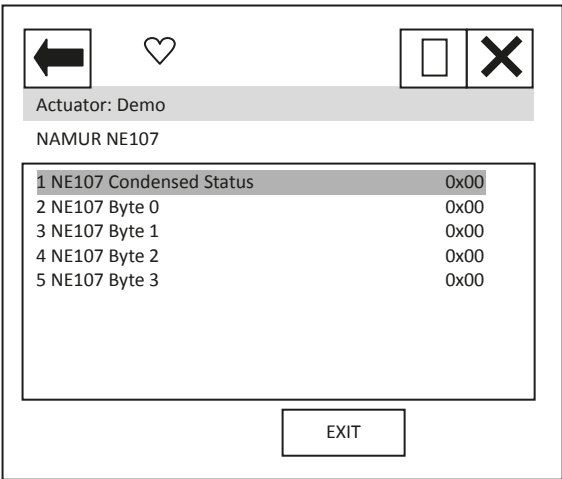 Actuator: Demo
NAMUR NE107
1 NE107 Condensed Status 0x00
2 NE107 Byte 0 0x00
3 NE107 Byte 1 0x00
4 NE107 Byte 2 0x00
5 NE107 Byte 3 0x00
EXIT